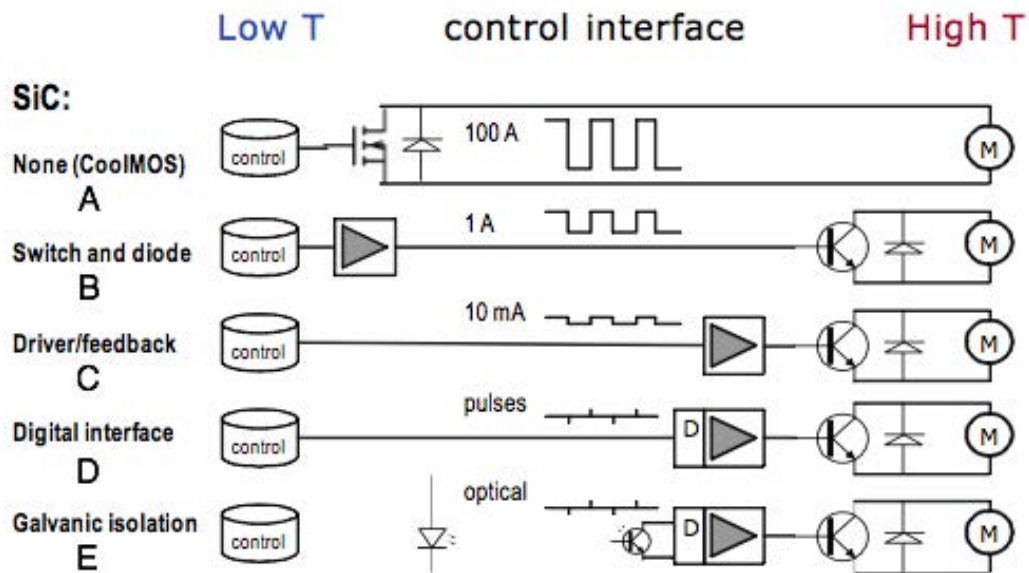 Low T control interface High T
SiC:
control 100 A M
None (CoolMOS)
A
control 1 A M
Switch and diode
B
control 10 mA M
Driver/feedback
C
control pulses D M
Digital interface
D
control optical D M
Galvanic isolation
E